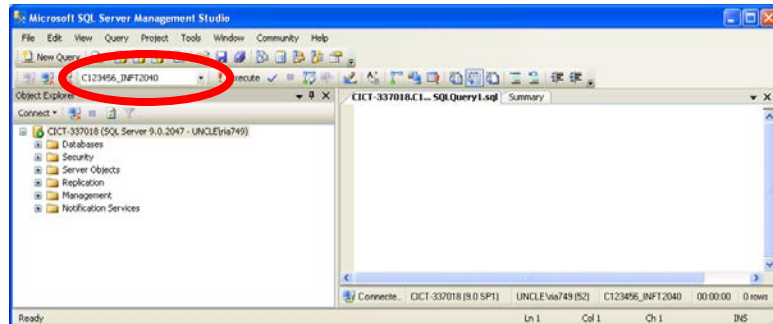 Microsoft SQL Server Management Studio
File Edit View Query Project Tools Window Community Help
New Query
C123456_INFT2040 execute
Object Explorer
CICT-337018.C1... SQLQuery1.sql Summary
Connect
CICT-337018 (SQL Server 9.0.2047 - UNCLE\ria749)
Databases
Security
Server Objects
Replication
Management
Notification Services
Connecte.. CICT-337018 (9.0 SP1) UNCLE\ria749 (52) C123456_INFT2040 00:00:00 0 rows
Ready Ln 1 Col 1 Ch 1 INS